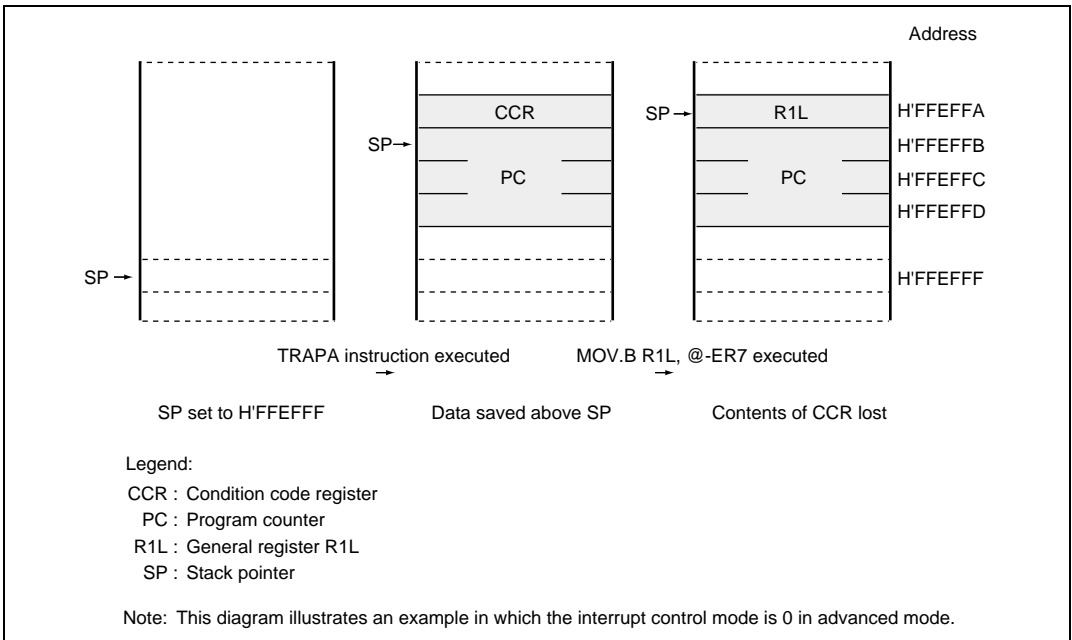 Address
CCR
SP
R1L
H'FFEFFA
SP
H'FFEFFB
PC
PC
H'FFEFFC
H'FFEFFD
SP
H'FFEFFF
TRAPA instruction executed
MOV.B R1L, @-ER7 executed
SP set to H'FFEFFF
Data saved above SP
Contents of CCR lost
Legend:
CCR : Condition code register
PC : Program counter
R1L : General register R1L
SP : Stack pointer
Note: This diagram illustrates an example in which the interrupt control mode is 0 in advanced mode.